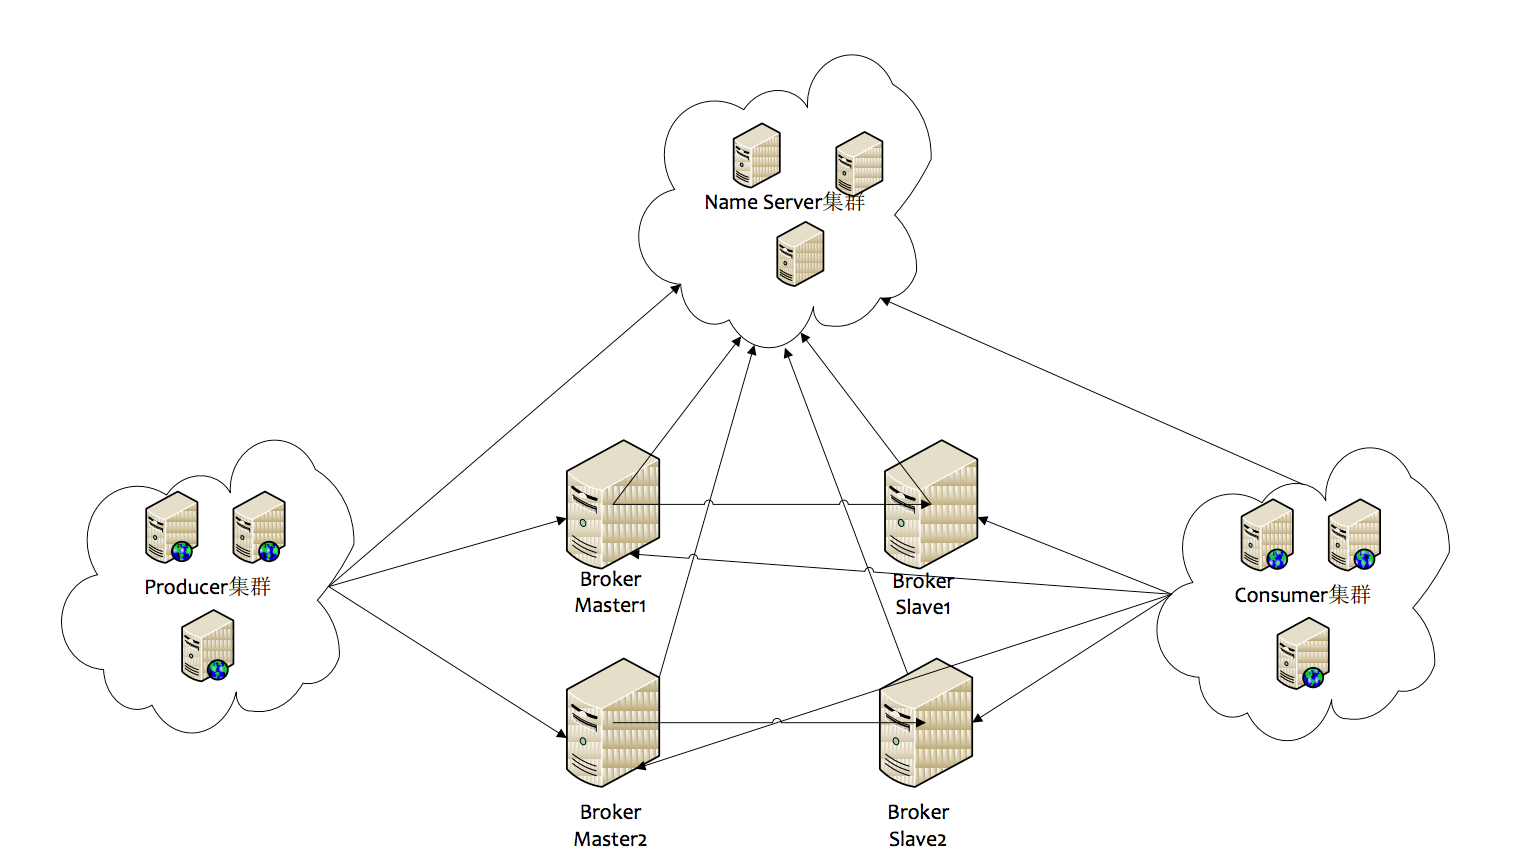 Name Server集群
Producer集群
Broker
Master1
Broker
Slave1
Consumer集群
Broker
Master2
Broker
Slave2